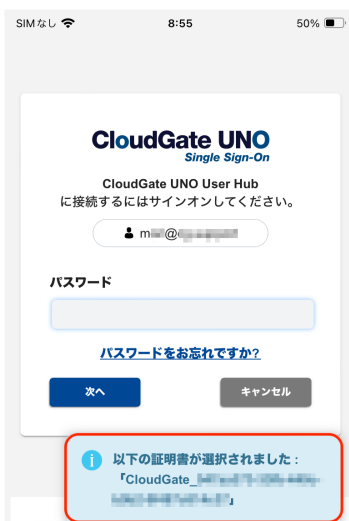 SIMなし 8:55 50%
CloudGate UNO
Single Sign-On
CloudGate UNO User Hub
に接続するにはサインオンしてください。
m @
パスワード
パスワードをお忘れですか?
次へ キャンセル
以下の証明書が選択されました：
「CloudGate_
」